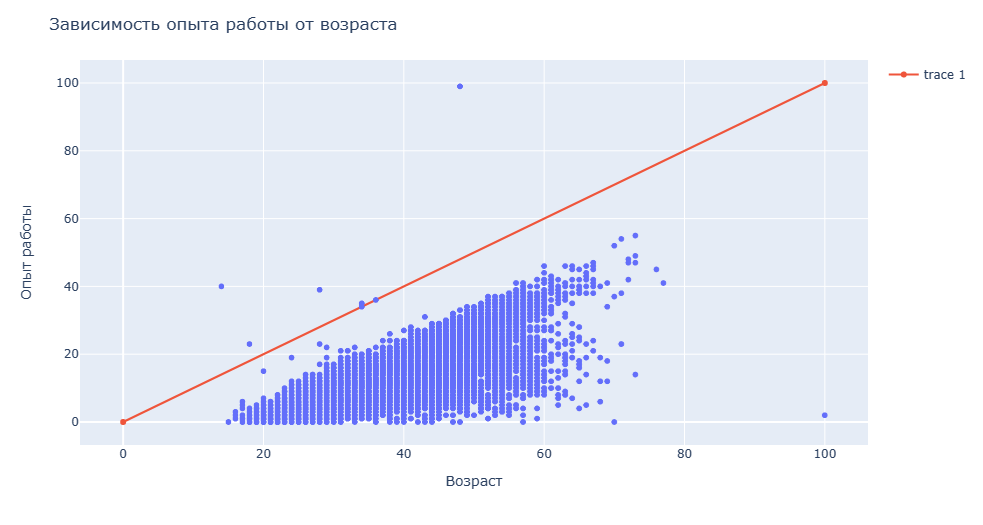 Зависимость опыта работы от возраста
trace 1
Опыт работы
100
80
60
40
20
0
0 20 40 60 80 100
Возраст